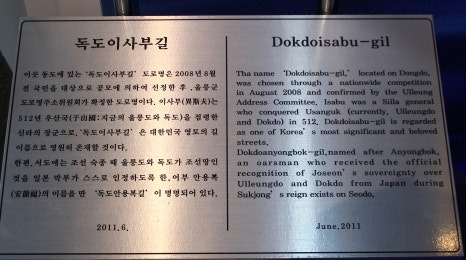 독도이사부길
이곳 동도에 있는 '독도이사부길' 도로명은 2008년 8월
전 국민을 대상으로 공모에 의하여 선정한 후 ,울릉군
도로명주소위원회가 확정한 도로명이다. 이사부(異斯夫)는
512년 우산국(于山國:지금의 울릉도와 독도)을 점령한
신라의 장군으로, '독도이사부길' 은 대한민국 영토의 길
이름으로 영원히 존재할 것이다.
한편, 서도에는 조선 숙종 때 울릉도와 독도가 조선땅인
것을 일본 막부가 스스로 인정하도록 한, 어부 안용복
(安龍福)의 이름을 딴 '독도안용복길' 이 명명되어 있다.
2011.6.
Dokdoisabu-gil
Tha name 'Dokdoisabu-gil,' located on Dongdo,
was chosen through a nationwide competition
in August 2008 and confirmed by the Ulleung
Address Committee. Isabu was a Silla general
who conquered Usanguk (currently, Ulleungdo
and Dokdo) in 512. Dokdoisabu-gil is regarded
as one of Korea's most significant and beloved
streets.
Dokdoanyongbok-gil,named after Anyongbok,
an oarsman who received the official
recognition of Joseon's sovereignty over
Ulleungdo and Dokdo from Japan during
Sukjong's reign exists on Seodo.
June.2011